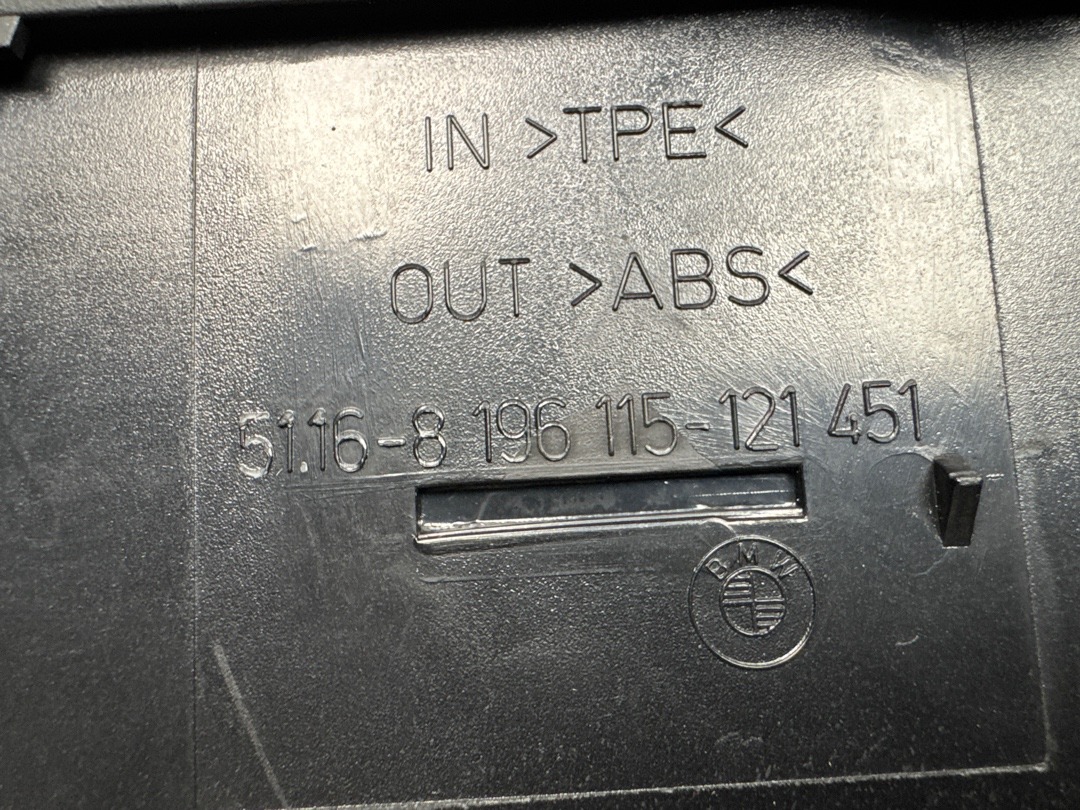 IN >TPE<
OUT >ABS<
51.16-8 196 115-121 451
BMW